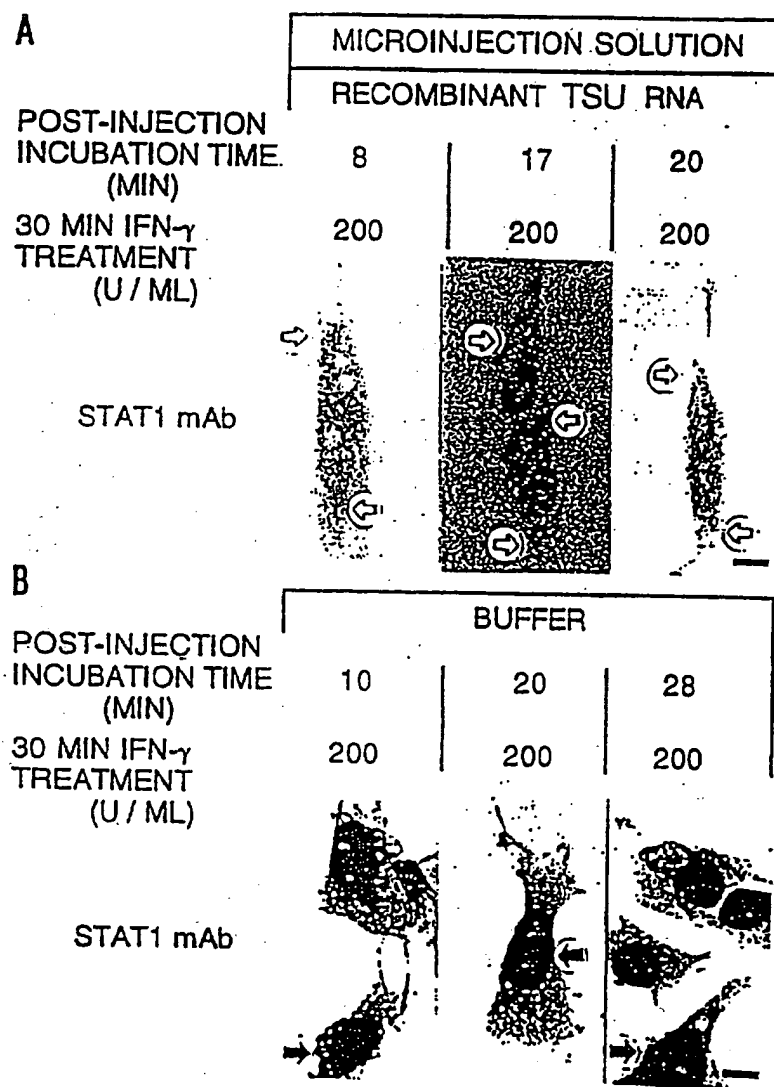 A
MICROINJECTION SOLUTION
RECOMBINANT TSU RNA
POST-INJECTION
INCUBATION TIME.
(MIN)
8 17 20
30 MIN IFN-γ
TREATMENT
(U / ML)
200 200 200
STAT1 mAb
B
BUFFER
POST-INJECTION
INCUBATION TIME
(MIN)
10 20 28
30 MIN IFN-γ
TREATMENT
(U / ML)
200 200 200
STAT1 mAb